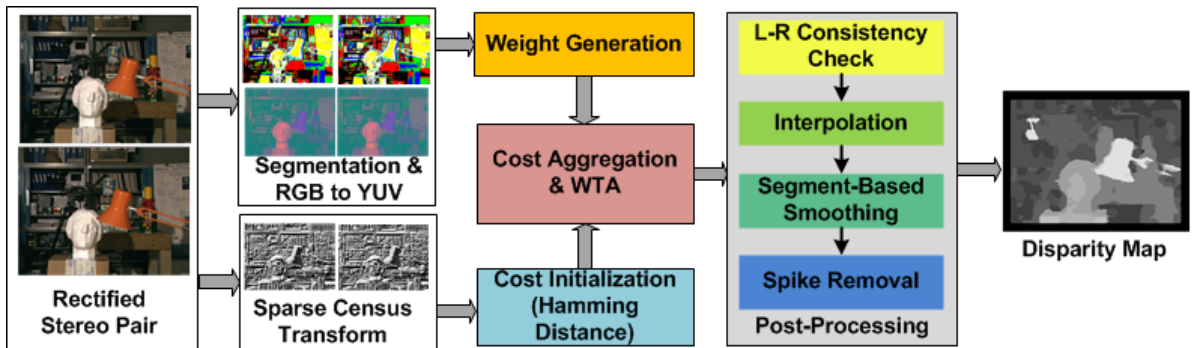 Rectified
Stereo Pair
Segmentation &
RGB to YUV
Sparse Census
Transform
Weight Generation
Cost Aggregation
& WTA
Cost Initialization
(Hamming
Distance)
L-R Consistency
Check
Interpolation
Segment-Based
Smoothing
Spike Removal
Post-Processing
Disparity Map